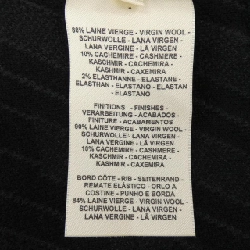 88% LAINE VIERGE - VIRGIN WOOL
SCHURWOLLE - LANA VERGINE
LANA VERGINE - LÃ VIRGEN
10% CACHEMIRE - CASHMERE
KASCHMIR - CACHEMIRA
KASHMIR - CAXEMIRA
2% ELASTHANNE - ELASTANE
ELASTHAN - ELASTANO
ELASTAN - ELASTANO
FINITIONS - FINISHES
VERARBEITUNG - ACABADOS
FINITURE - ACABAMENTOS
90% LAINE VIERGE - VIRGIN WOOL
SCHURWOLLE - LANA VIRGEN
LANA VERGINE - LÃ VIRGEN
10% CACHEMIRE - CASHMERE
KASCHMIR - CACHEMIRA
KASHMIR - CAXEMIRA
BORD CÔTE - RIB - SEITENRAND
REMATE ELÁSTICO - ORLO A
COSTINE - PUNHO E BORDA
84% LAINE VIERGE - VIRGIN WOOL
SCHURWOLLE - LANA VIRGEN
LANA VERGINE - LÃ VIRGEN